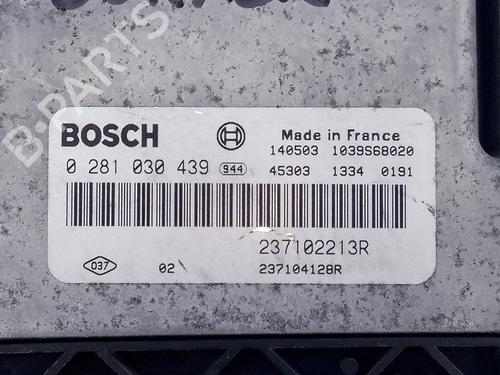 B.PARTS
BOSCH
Made in France
140503 1039S68020
0 281 030 439 944 45303 1334 0191
237102213R
037 02 237104128R